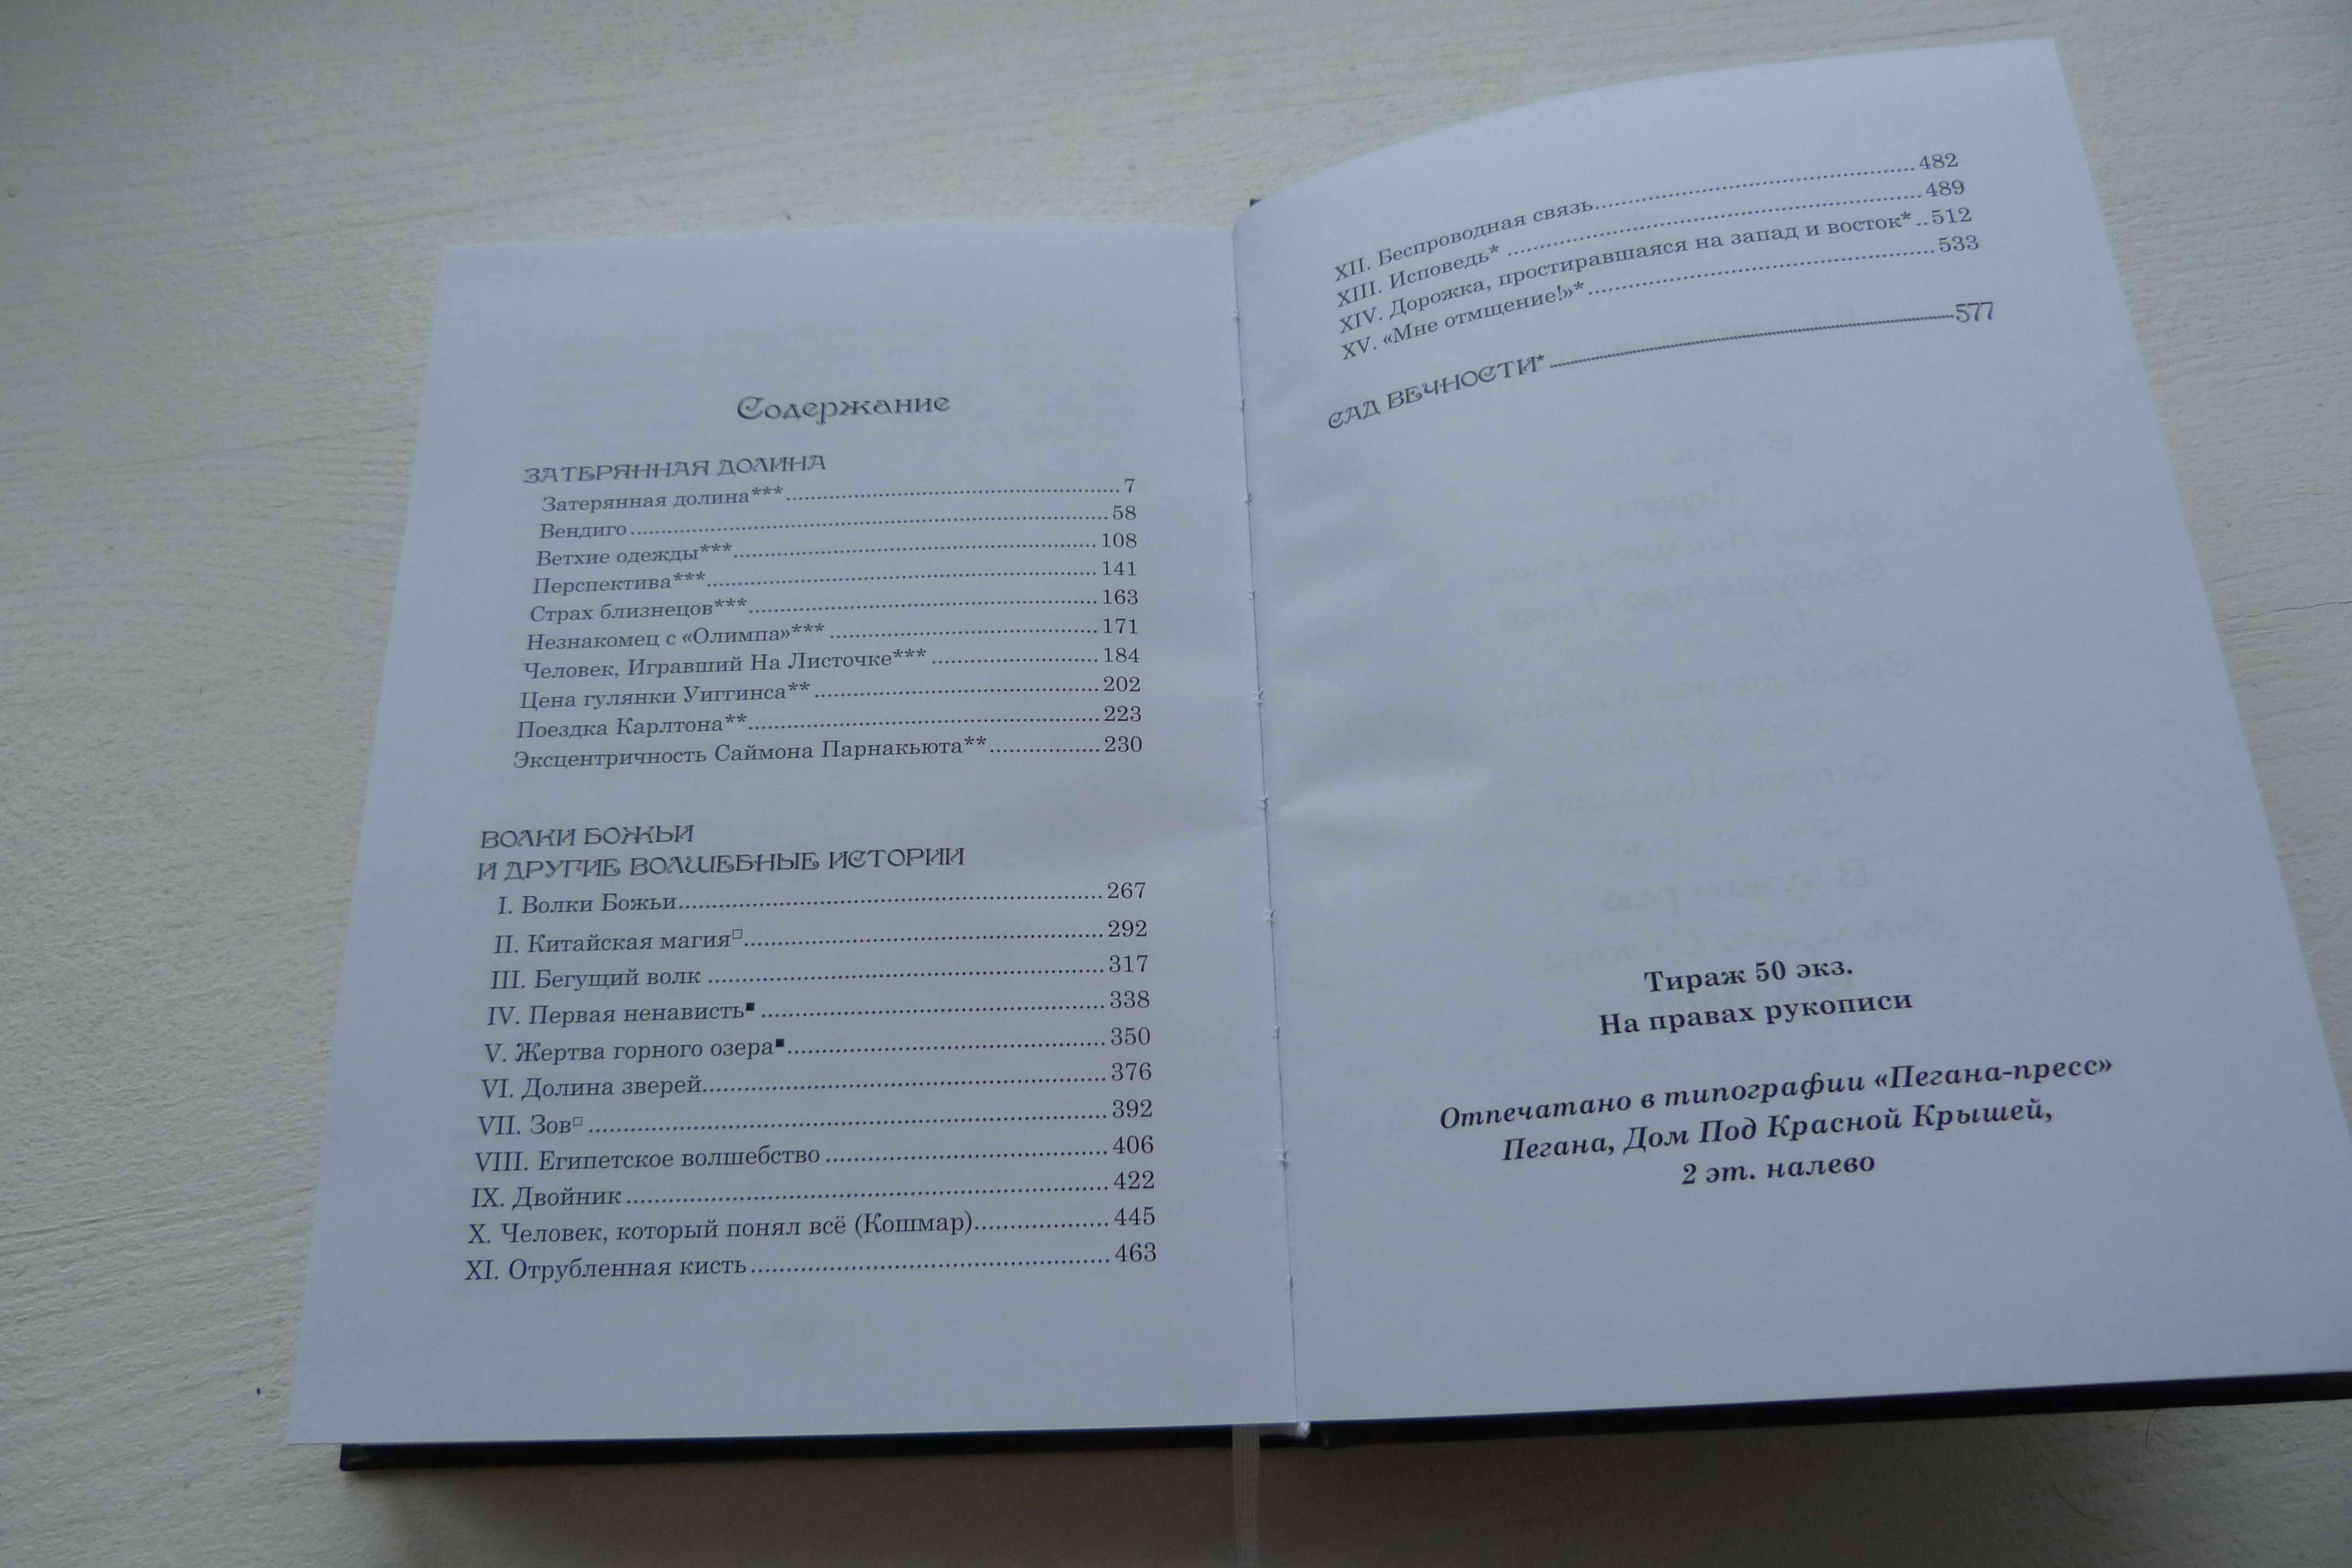 Содержание
ЗАТЕРЯННАЯ ДОЛИНА
Затерянная долина***.....7
Вендиго.....58
Ветхие одежды***.....108
Перспектива***.....141
Страх близнецов***.....163
Незнакомец с «Олимпа»***.....171
Человек, Игравший На Листочке***.....184
Цена гулянки Уиггинса**.....202
Поездка Карлтона**.....223
Эксцентричность Саймона Парнакьюта**.....230
ВОЛКИ БОЖЬИ
И ДРУГИЕ ВОЛШЕБНЫЕ ИСТОРИИ
I. Волки Божьи.....267
II. Китайская магия□.....292
III. Бегущий волк.....317
IV. Первая ненависть■.....338
V. Жертва горного озера■.....350
VI. Долина зверей.....376
VII. Зов□.....392
VIII. Египетское волшебство.....406
IX. Двойник.....422
X. Человек, который понял всё (Кошмар).....445
XI. Отрубленная кисть.....463
XII. Беспроводная связь.....482
XIII. Исповедь*.....489
XIV. Дорожка, простиравшаяся на запад и восток*..512
XV. «Мне отмщение!»*.....533
САД ВЕЧНОСТИ*.....577
Тираж 50 экз.
На правах рукописи
Отпечатано в типографии «Пегана-пресс»
Пегана, Дом Под Красной Крышей,
2 эт. налево